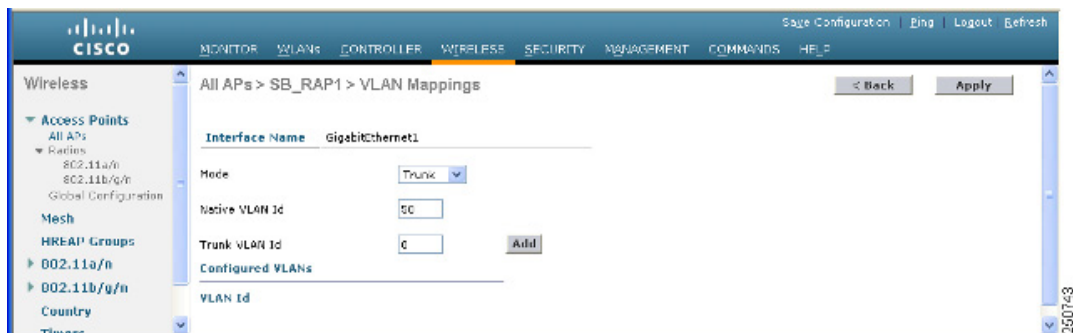 Save Configuration | Ping | Logout | Refresh
CISCO
MONITOR WLANs CONTROLLER WIRELESS SECURITY MANAGEMENT COMMANDS HELP
Wireless
Access Points
All APs
Radios
802.11a/n
802.11b/g/n
Global Configuration
Mesh
HREAP Groups
802.11a/n
802.11b/g/n
Country
Timers
All APs > SB_RAP1 > VLAN Mappings
< Back
Apply
Interface Name GigabitEthernet1
Mode Trunk
Native VLAN Id 50
Trunk VLAN Id 0 Add
Configured VLANs
VLAN Id
250743